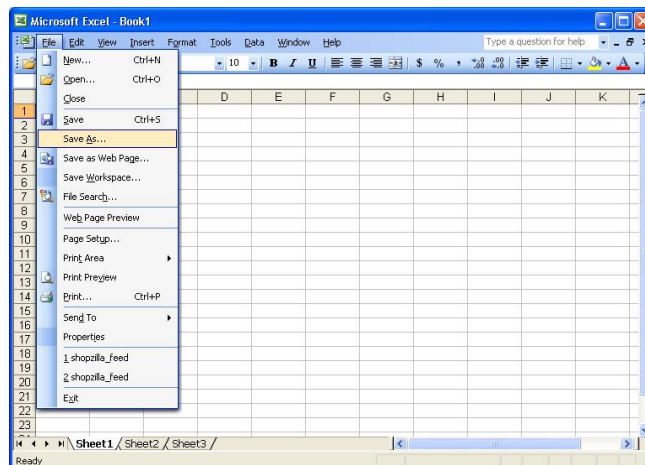 Microsoft Excel - Book1
File Edit View Insert Format Tools Data Window Help Type a question for help
10 B I U $ % ,
New... Ctrl+N
Open... Ctrl+O
Close
Save Ctrl+S
Save As...
Save as Web Page...
Save Workspace...
File Search...
Web Page Preview
Page Setup...
Print Area
Print Preview
Print... Ctrl+P
Send To
Properties
1 shopzilla_feed
2 shopzilla_feed
Exit
D E F G H I J K
1
2
3
4
5
6
7
8
9
10
11
12
13
14
15
16
17
18
19
20
21
22
23
Sheet1 Sheet2 Sheet3
Ready